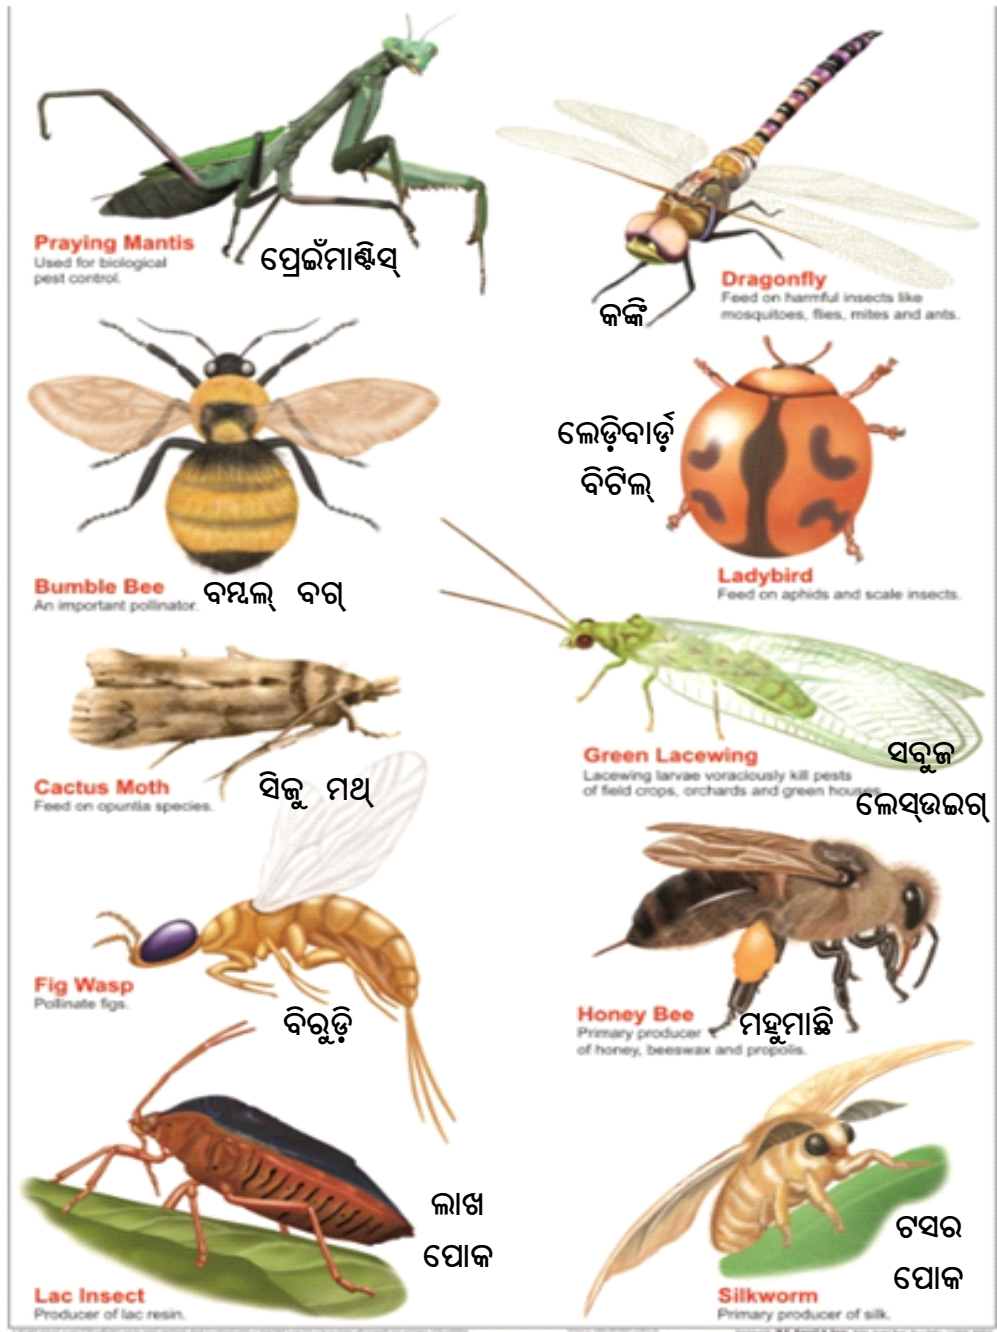 Praying Mantis
Used for biological
pest control.
ପ୍ରେଇଁମାଣ୍ଟିସ୍
Dragonfly
Feed on harmful insects like
mosquitoes, flies, mites and ants.
କଙ୍କି
Bumble Bee
An important pollinator.
ବମ୍ବଲ୍ ବଗ୍
ଲେଡ଼ିବାର୍ଡ଼
ବିଟିଲ୍
Ladybird
Feed on aphids and scale insects.
Cactus Moth
Feed on opuntia species.
ସିଜୁ ମଥ୍
Green Lacewing
Lacewing larvae voraciously kill pests
of field crops, orchards and green houses.
ସବୁଜ
ଲେସ୍ଉଇଗ୍
Fig Wasp
Pollinate figs.
ବିରୁଡ଼ି
Honey Bee
Primary producer
of honey, beeswax and propolis.
ମହୁମାଛି
Lac Insect
Producer of lac resin.
ଲାଖ
ପୋକ
Silkworm
Primary producer of silk.
ଟସର
ପୋକ